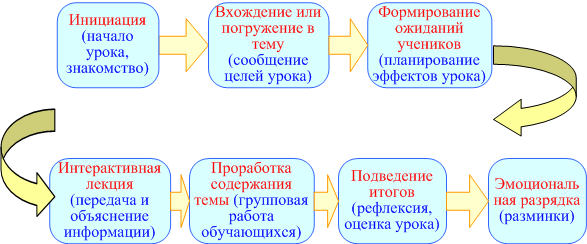 Инициация
(начало
урока,
знакомство)
Вхождение или
погружение в
тему
(сообщение
целей урока)
Формирование
ожиданий
учеников
(планирование
эффектов урока)
Интерактивная
лекция
(передача и
объяснение
информации)
Проработка
содержания
темы (групповая
работа
обучающихся)
Подведение
итогов
(рефлексия,
оценка урока)
Эмоциональ
ная разрядка
(разминки)